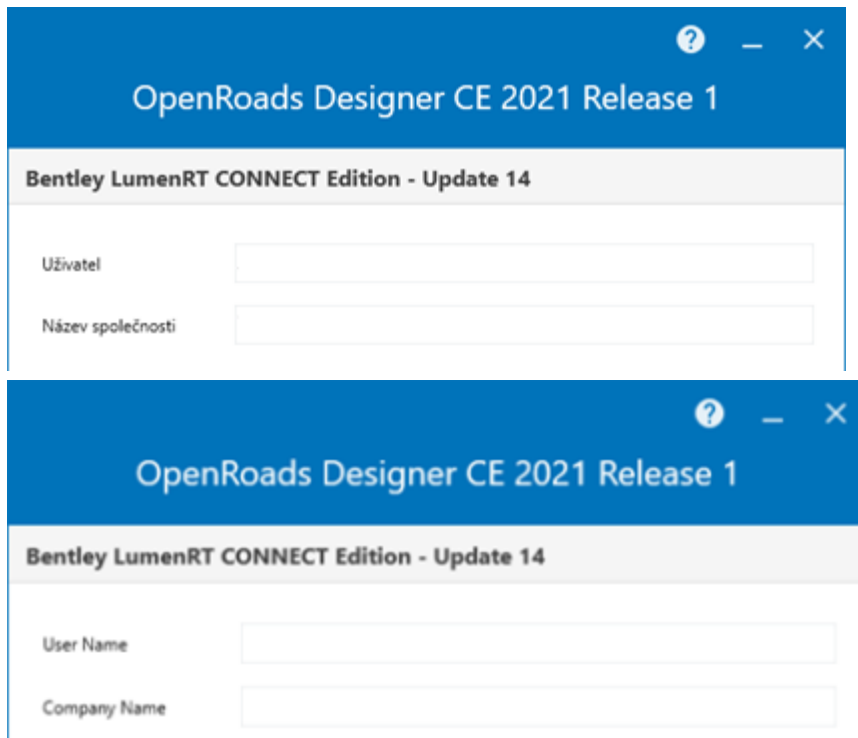 OpenRoads Designer CE 2021 Release 1
Bentley LumenRT CONNECT Edition - Update 14
Uživatel
Název společnosti
OpenRoads Designer CE 2021 Release 1
Bentley LumenRT CONNECT Edition - Update 14
User Name
Company Name